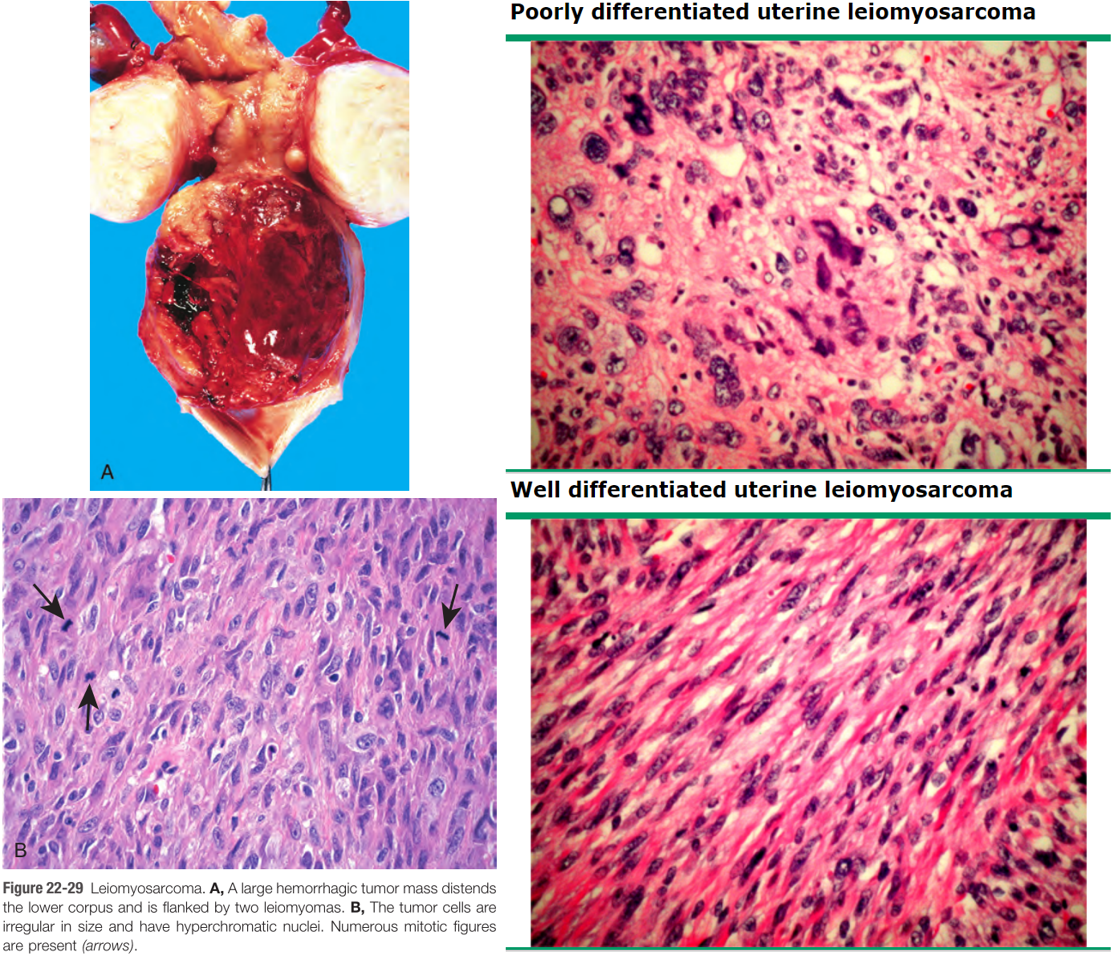 Poorly differentiated uterine leiomyosarcoma
A
Well differentiated uterine leiomyosarcoma
B
Figure 22-29 Leiomyosarcoma. A, A large hemorrhagic tumor mass distends
the lower corpus and is flanked by two leiomyomas. B, The tumor cells are
irregular in size and have hyperchromatic nuclei. Numerous mitotic figures
are present (arrows).